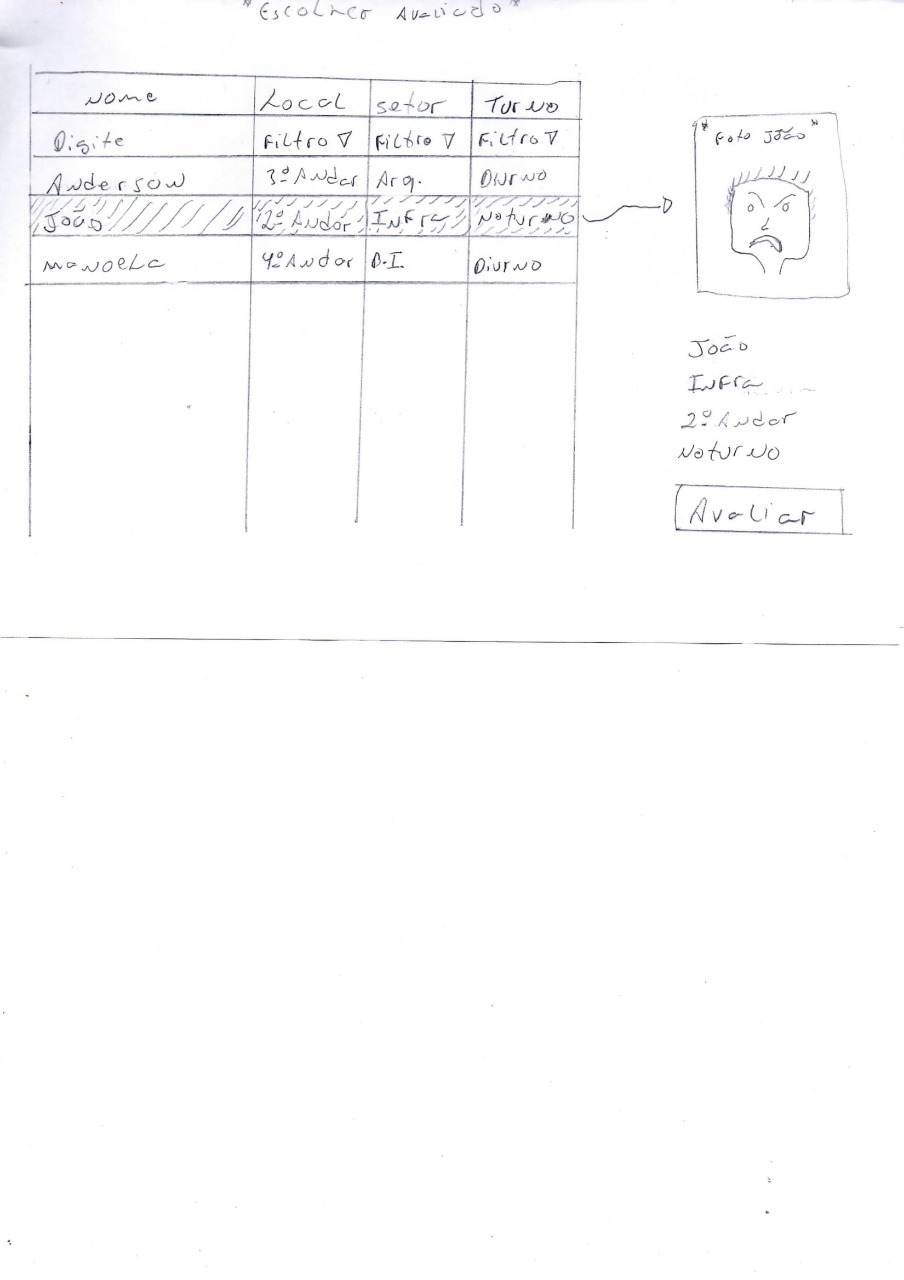 *Escolher Avaliado*
Nome Local setor Turno
Digite Filtro Filtro Filtro
Anderson 3º Andar Arq. Diurno
João 2º Andar Infra Noturno
Manoela 4º Andar B.I. Diurno
*Foto João*
João
Infra
2º Andar
Noturno
Avaliar